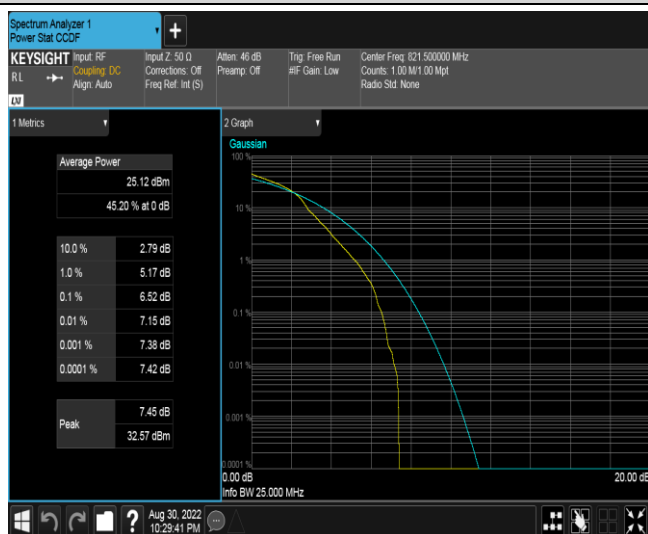 Spectrum Analyzer 1
Power Stat CCDF
+
KEYSIGHT
RL
LXI
Input: RF
Coupling: DC
Align: Auto
Input Z: 50 Ω
Corrections: Off
Freq Ref: Int (S)
Atten: 46 dB
Preamp: Off
Trig: Free Run
#IF Gain: Low
Center Freq: 821.500000 MHz
Counts: 1.00 M/1.00 Mpt
Radio Std: None
1 Metrics
Average Power
25.12 dBm
45.20 % at 0 dB
10.0 % 2.79 dB
1.0 % 5.17 dB
0.1 % 6.52 dB
0.01 % 7.15 dB
0.001 % 7.38 dB
0.0001 % 7.42 dB
Peak
7.45 dB
32.57 dBm
2 Graph
Gaussian
100 %
10 %
1 %
0.1 %
0.01 %
0.001 %
0.0001 %
0.00 dB
20.00 dB
Info BW 25.000 MHz
?
Aug 30, 2022
10:29:41 PM